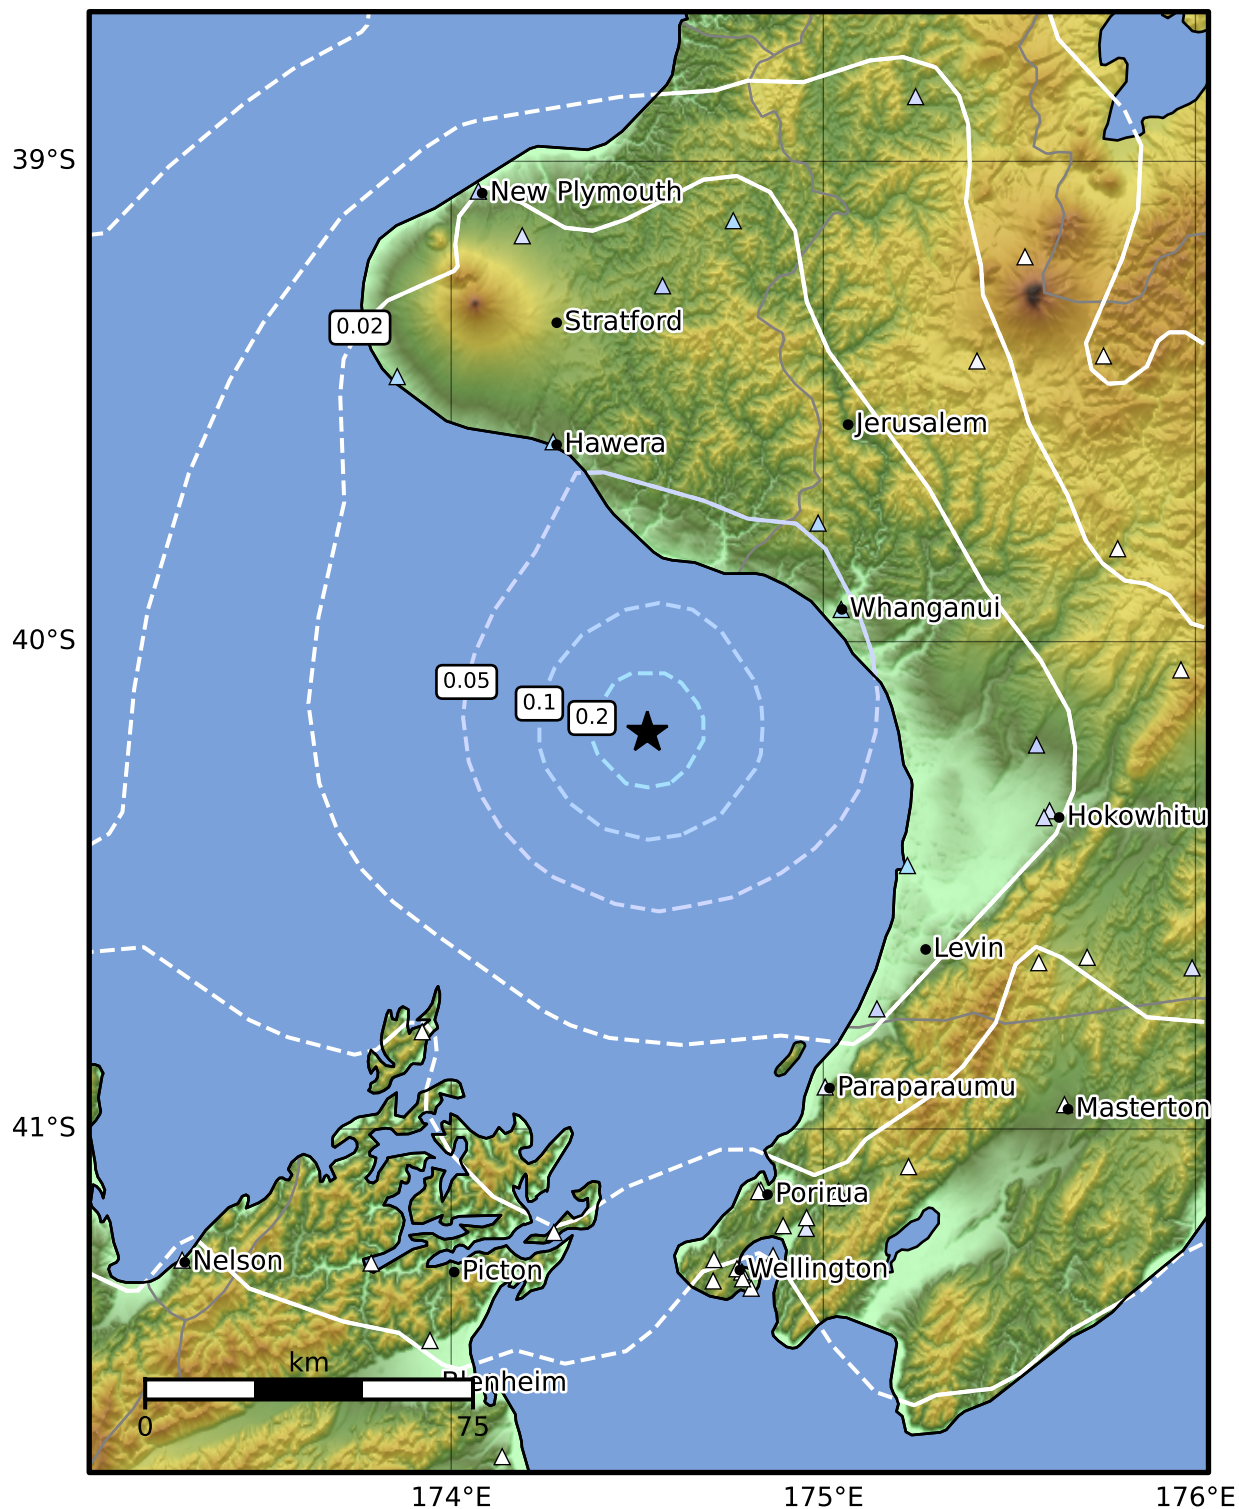 39°S
New Plymouth
Stratford
0.02
Jerusalem
Hawera
Whanganui
40°S
0.05
0.1
0.2
Hokowhitu
Levin
Paraparaumu
Masterton
41°S
Porirua
Nelson
Picton
Wellington
km
Blenheim
0
75
174°E
175°E
176°E